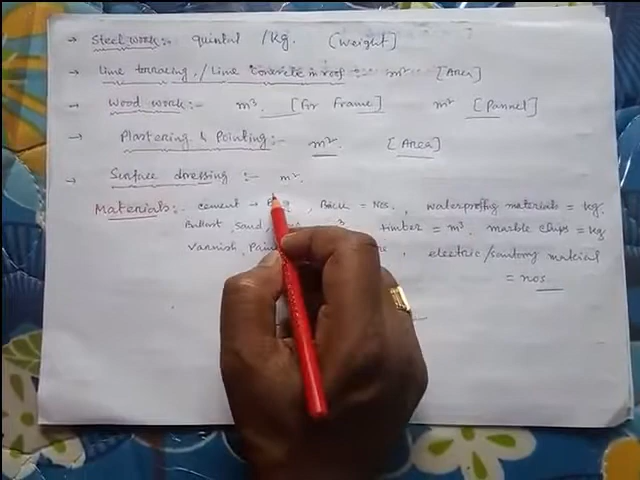 → Steel work :- quintal /kg. [Weight]
→ Lime terracing / Lime concrete in roof :- m². [Area]
→ Wood work :- m³. [For Frame] m² [Pannel]
→ Plastering & Pointing :- m². [Area]
→ Surface dressing :- m².
Materials :- cement → , Brick = Nos., waterproofing materials = kg.
Ballast, Sand, ³ timber = m³. marble chips = kg
Varnish, , electric/sanitary material
= nos.